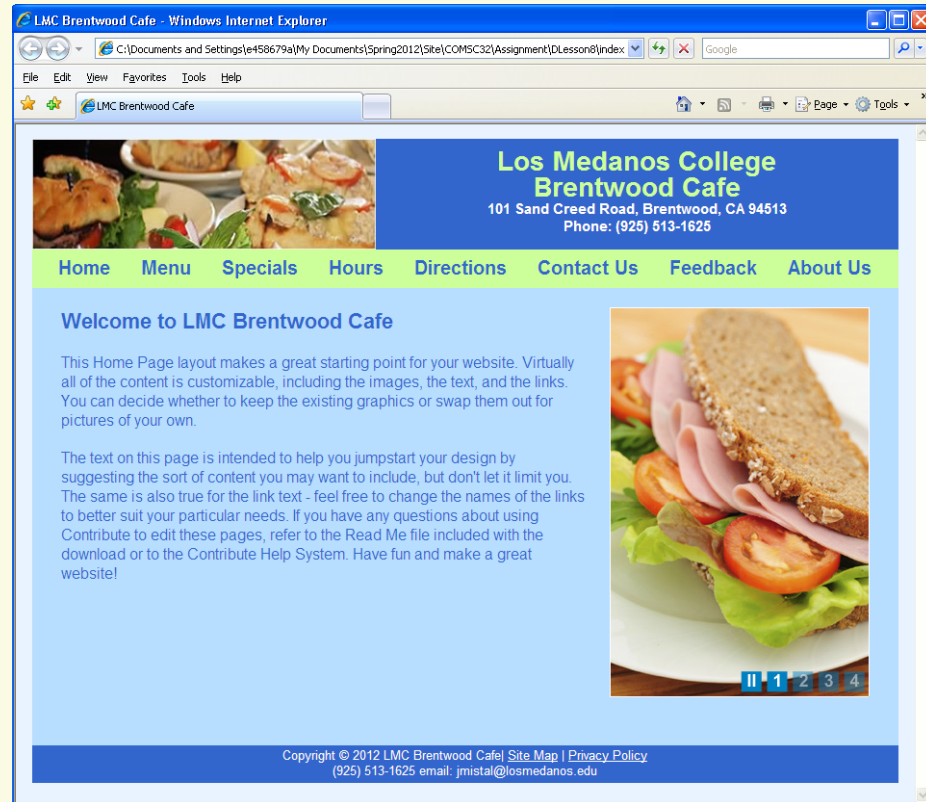 LMC Brentwood Cafe - Windows Internet Explorer
C:\Documents and Settings\e458679a\My Documents\Spring2012\Site\COMSC32\Assignment\DLesson8\index
Google
File Edit View Favorites Tools Help
LMC Brentwood Cafe
Page Tools
Los Medanos College
Brentwood Cafe
101 Sand Creed Road, Brentwood, CA 94513
Phone: (925) 513-1625
Home Menu Specials Hours Directions Contact Us Feedback About Us
Welcome to LMC Brentwood Cafe
This Home Page layout makes a great starting point for your website. Virtually
all of the content is customizable, including the images, the text, and the links.
You can decide whether to keep the existing graphics or swap them out for
pictures of your own.
The text on this page is intended to help you jumpstart your design by
suggesting the sort of content you may want to include, but don't let it limit you.
The same is also true for the link text - feel free to change the names of the links
to better suit your particular needs. If you have any questions about using
Contribute to edit these pages, refer to the Read Me file included with the
download or to the Contribute Help System. Have fun and make a great
website!
1 2 3 4
Copyright © 2012 LMC Brentwood Cafe| Site Map | Privacy Policy
(925) 513-1625 email: jmistal@losmedanos.edu